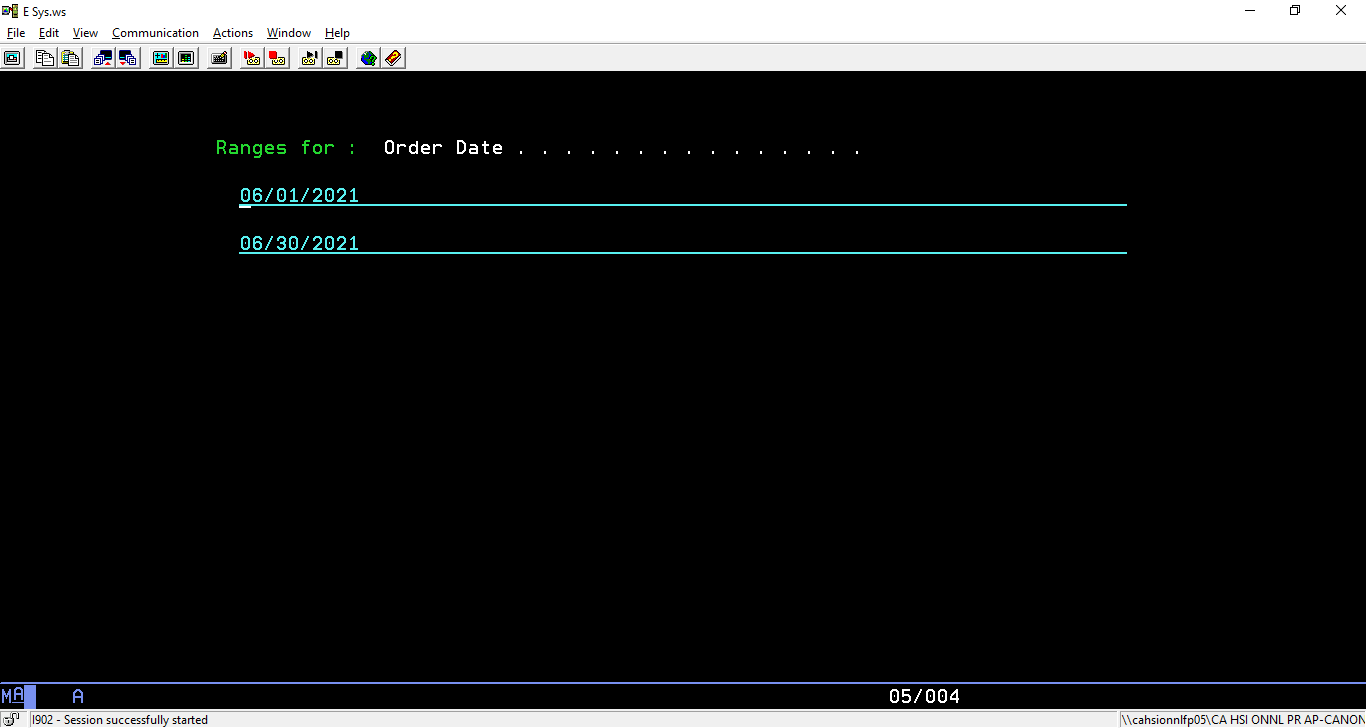 E Sys.ws
File Edit View Communication Actions Window Help
Ranges for : Order Date . . . . . . . . . . . . . . .
06/01/2021
06/30/2021
MA A 05/004
I902 - Session successfully started \\cahsionnlfp05\CA HSI ONNL PR AP-CANON